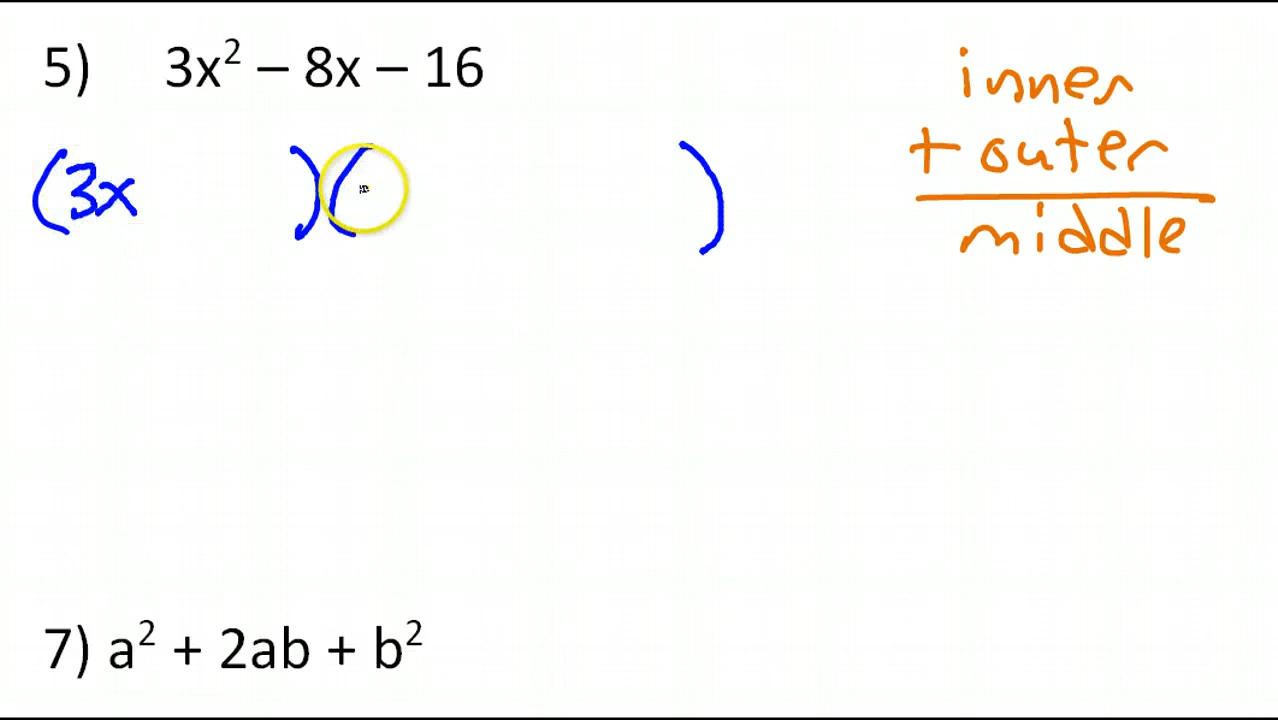 5) 3x² – 8x – 16
(3x )( )
inner
+ outer
middle
7) a² + 2ab + b²